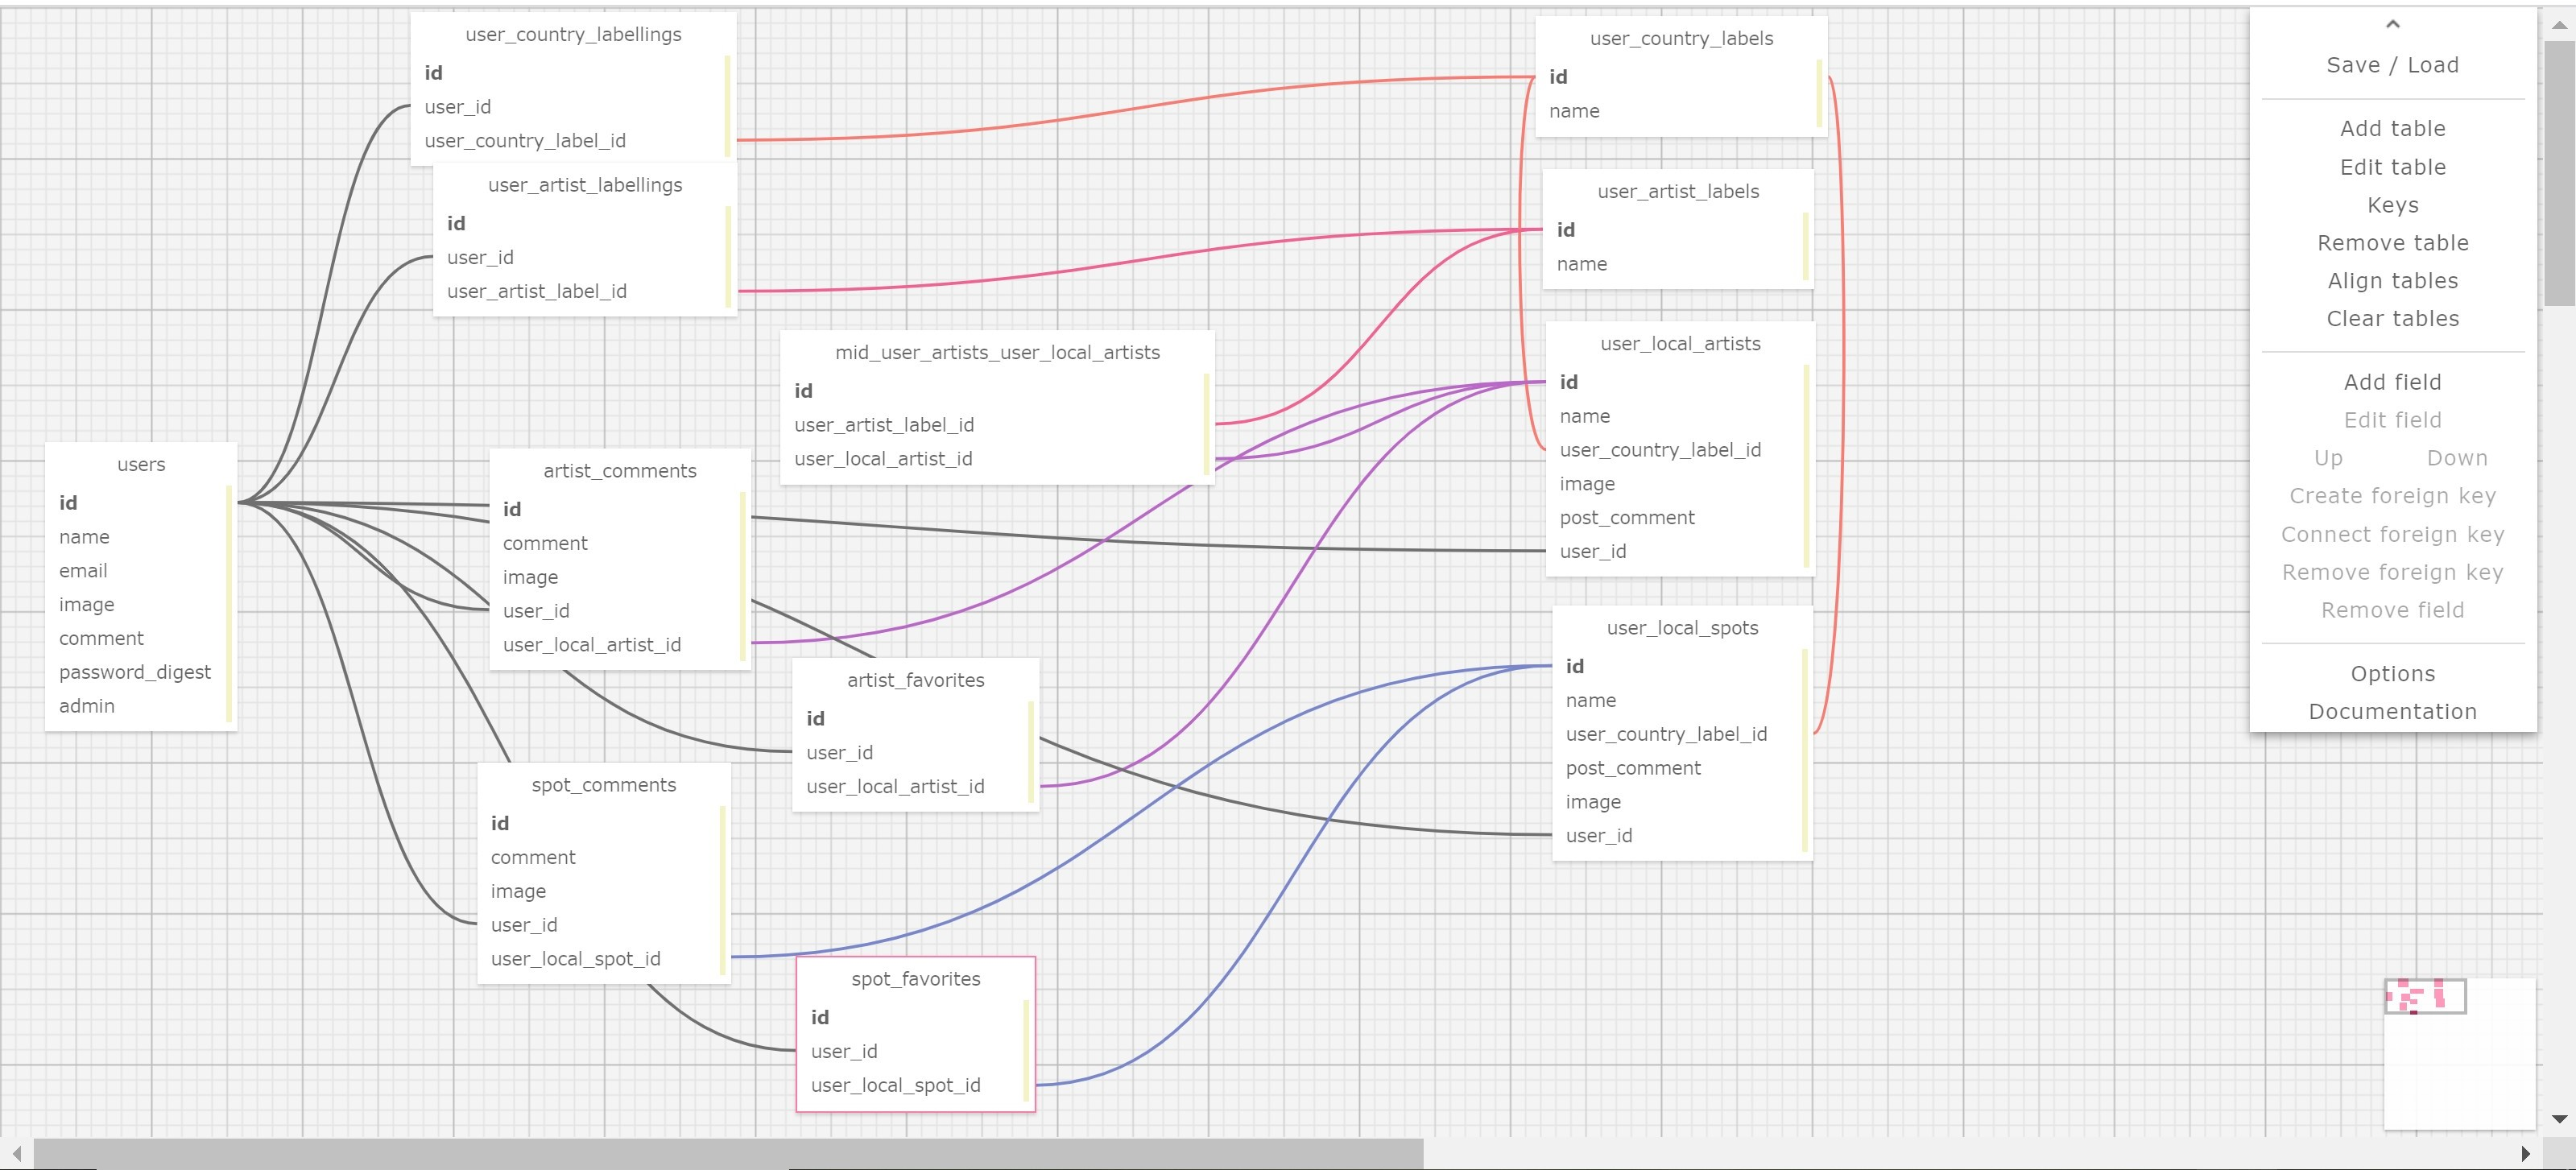 user_country_labellings
id
user_id
user_country_label_id
user_artist_labellings
id
user_id
user_artist_label_id
mid_user_artists_user_local_artists
id
user_artist_label_id
user_local_artist_id
users
id
name
email
image
comment
password_digest
admin
artist_comments
id
comment
image
user_id
user_local_artist_id
artist_favorites
id
user_id
user_local_artist_id
spot_comments
id
comment
image
user_id
user_local_spot_id
spot_favorites
id
user_id
user_local_spot_id
user_country_labels
id
name
user_artist_labels
id
name
user_local_artists
id
name
user_country_label_id
image
post_comment
user_id
user_local_spots
id
name
user_country_label_id
post_comment
image
user_id
Save / Load
Add table
Edit table
Keys
Remove table
Align tables
Clear tables
Add field
Edit field
Up Down
Create foreign key
Connect foreign key
Remove foreign key
Remove field
Options
Documentation